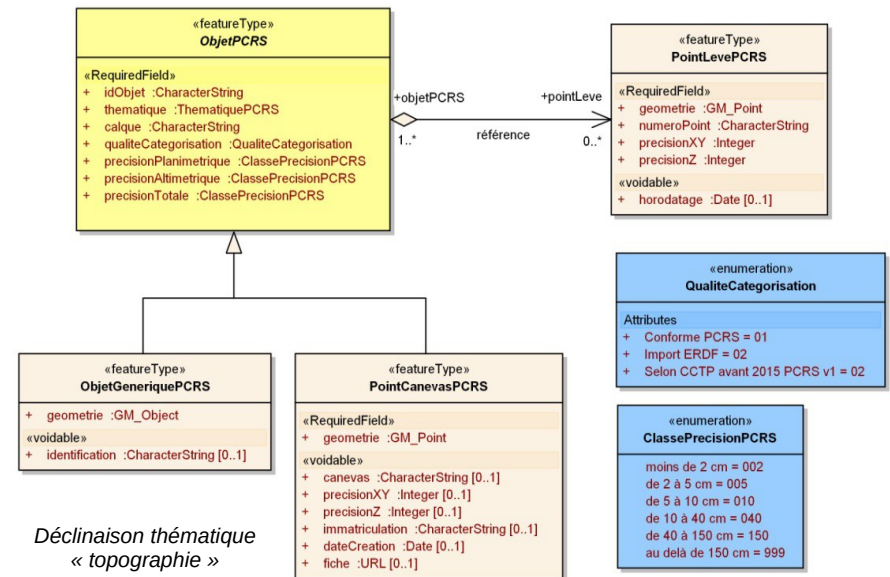 «featureType»
ObjetPCRS
«RequiredField»
+ idObjet :CharacterString
+ thematique :ThematiquePCRS
+ calque :CharacterString
+ qualiteCategorisation :QualiteCategorisation
+ precisionPlanimetrique :ClassePrecisionPCRS
+ precisionAltimetrique :ClassePrecisionPCRS
+ precisionTotale :ClassePrecisionPCRS
+objetPCRS
1..*
référence
+pointLeve
0..*
«featureType»
PointLevePCRS
«RequiredField»
+ geometrie :GM_Point
+ numeroPoint :CharacterString
+ precisionXY :Integer
+ precisionZ :Integer
«voidable»
+ horodatage :Date [0..1]
«enumeration»
QualiteCategorisation
Attributes
+ Conforme PCRS = 01
+ Import ERDF = 02
+ Selon CCTP avant 2015 PCRS v1 = 02
«featureType»
ObjetGeneriquePCRS
+ geometrie :GM_Object
«voidable»
+ identification :CharacterString [0..1]
«featureType»
PointCanevasPCRS
«RequiredField»
+ geometrie :GM_Point
«voidable»
+ canevas :CharacterString [0..1]
+ precisionXY :Integer [0..1]
+ precisionZ :Integer [0..1]
+ immatriculation :CharacterString [0..1]
+ dateCreation :Date [0..1]
+ fiche :URL [0..1]
«enumeration»
ClassePrecisionPCRS
moins de 2 cm = 002
de 2 à 5 cm = 005
de 5 à 10 cm = 010
de 10 à 40 cm = 040
de 40 à 150 cm = 150
au delà de 150 cm = 999
Déclinaison thématique
« topographie »